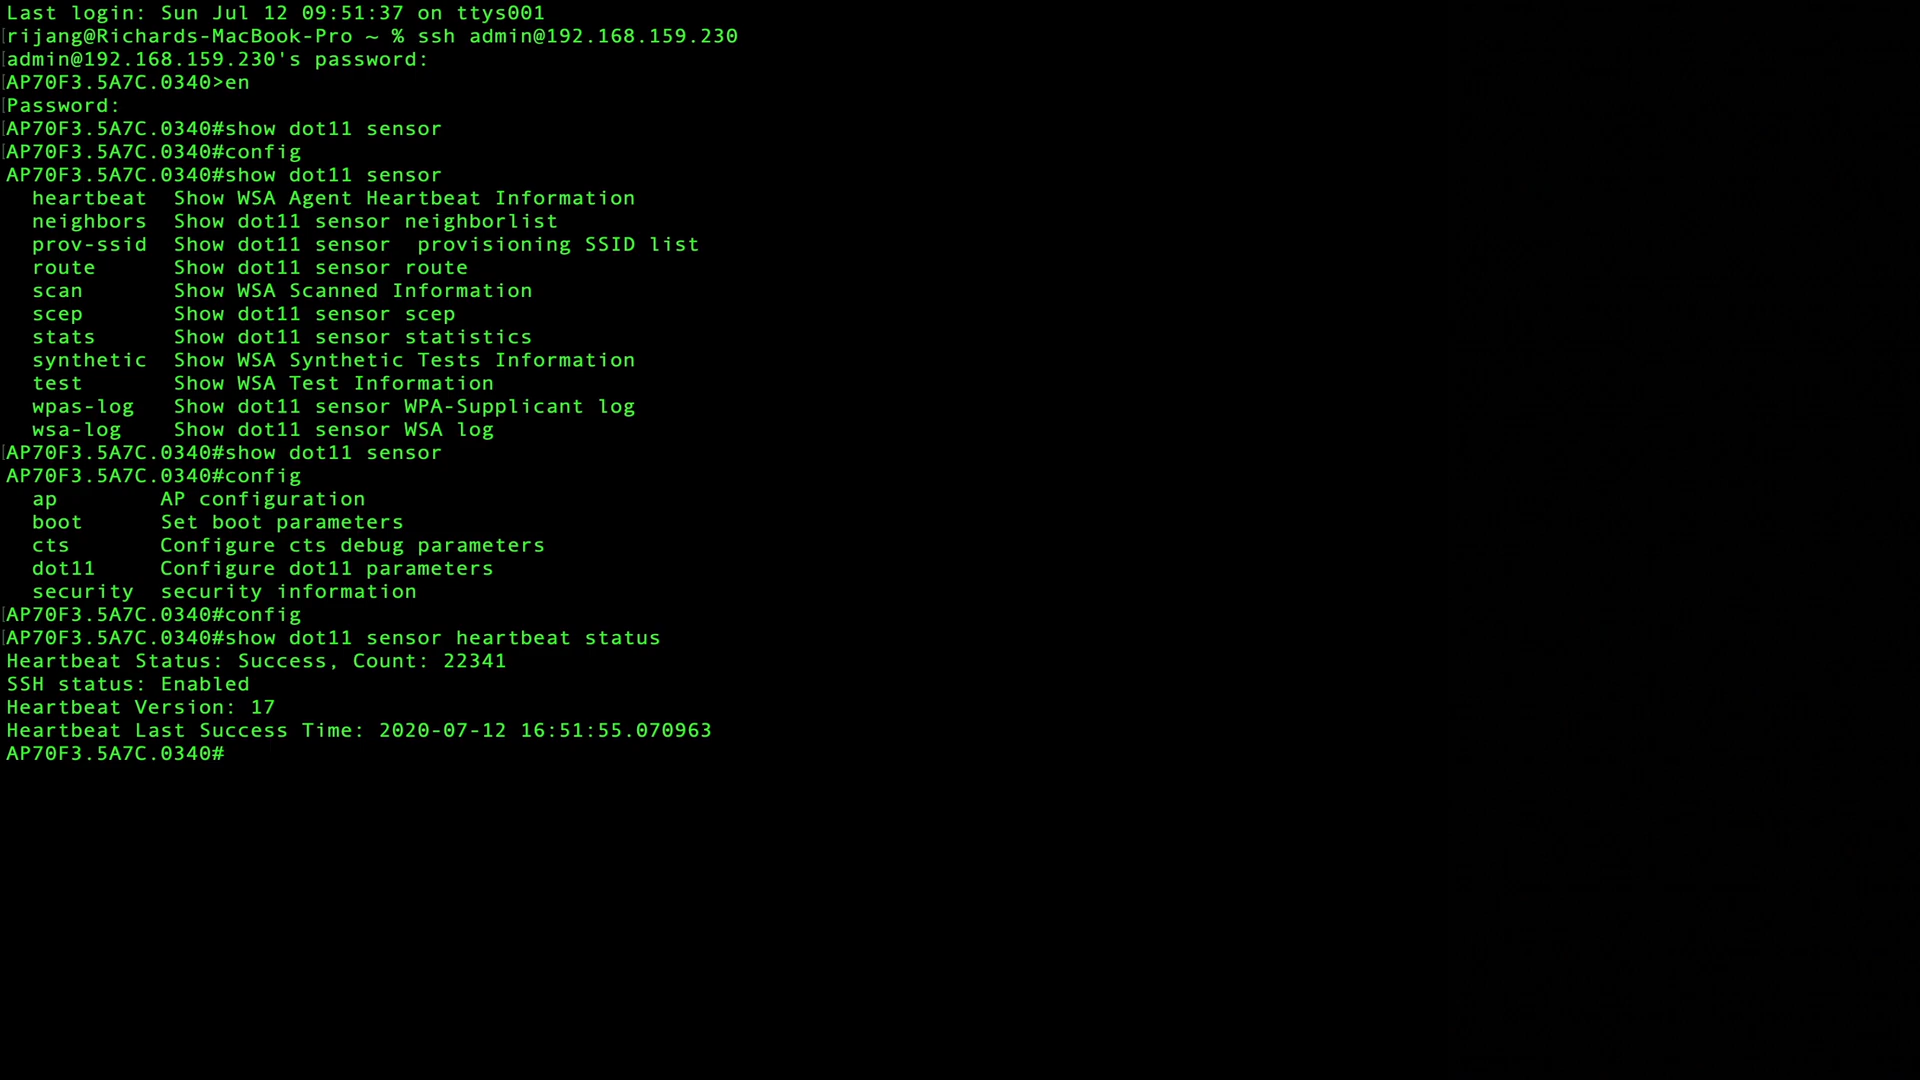 Last login: Sun Jul 12 09:51:37 on ttys001
rijang@Richards-MacBook-Pro ~ % ssh admin@192.168.159.230
admin@192.168.159.230's password:
AP70F3.5A7C.0340>en
Password:
AP70F3.5A7C.0340#show dot11 sensor
AP70F3.5A7C.0340#config
AP70F3.5A7C.0340#show dot11 sensor
  heartbeat  Show WSA Agent Heartbeat Information
  neighbors  Show dot11 sensor neighborlist
  prov-ssid  Show dot11 sensor  provisioning SSID list
  route      Show dot11 sensor route
  scan       Show WSA Scanned Information
  scep       Show dot11 sensor scep
  stats      Show dot11 sensor statistics
  synthetic  Show WSA Synthetic Tests Information
  test       Show WSA Test Information
  wpas-log   Show dot11 sensor WPA-Supplicant log
  wsa-log    Show dot11 sensor WSA log
AP70F3.5A7C.0340#show dot11 sensor
AP70F3.5A7C.0340#config
  ap        AP configuration
  boot      Set boot parameters
  cts       Configure cts debug parameters
  dot11     Configure dot11 parameters
  security  security information
AP70F3.5A7C.0340#config
AP70F3.5A7C.0340#show dot11 sensor heartbeat status
Heartbeat Status: Success, Count: 22341
SSH status: Enabled
Heartbeat Version: 17
Heartbeat Last Success Time: 2020-07-12 16:51:55.070963
AP70F3.5A7C.0340#